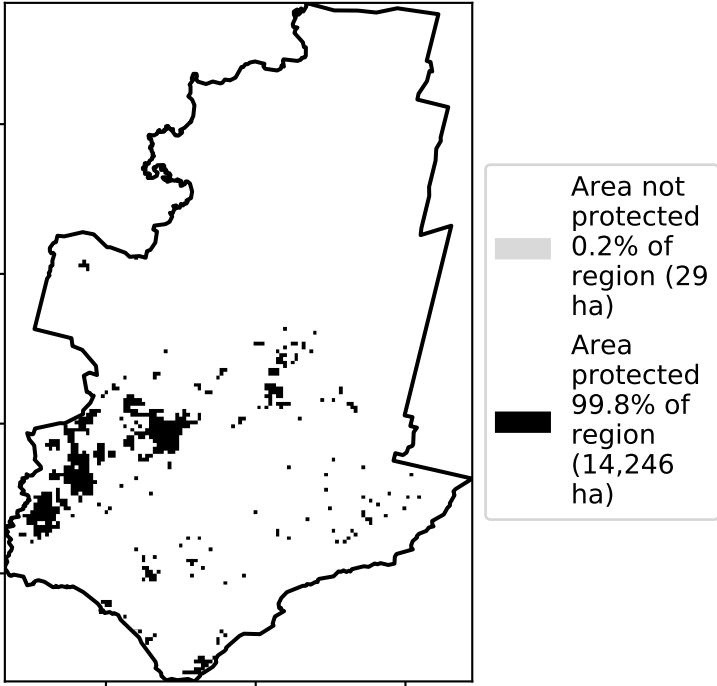 Area not
protected
0.2% of
region (29
ha)
Area
protected
99.8% of
region
(14,246
ha)